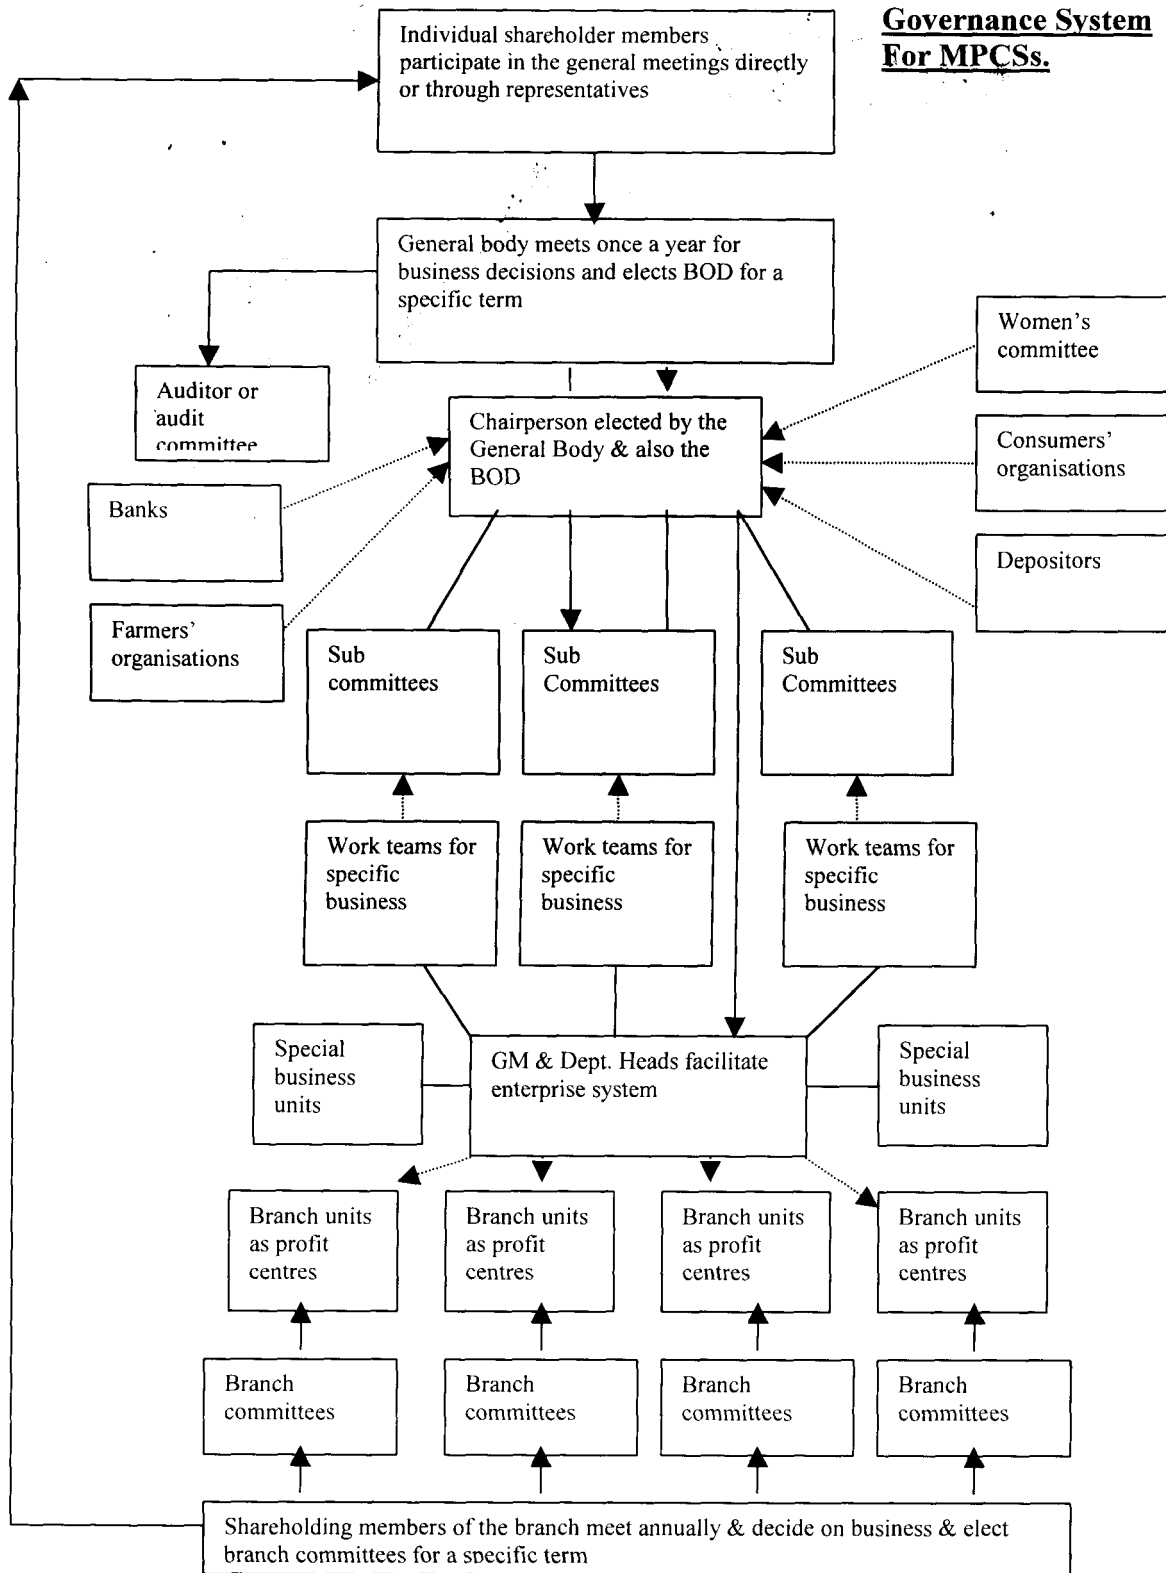 Governance System
For MPCSs.
Individual shareholder members
participate in the general meetings directly
or through representatives
General body meets once a year for
business decisions and elects BOD for a
specific term
Women's
committee
Auditor or
audit
committee
Chairperson elected by the
General Body & also the
BOD
Consumers'
organisations
Banks
Depositors
Farmers'
organisations
Sub
committees
Sub
Committees
Sub
Committees
Work teams for
specific
business
Work teams for
specific
business
Work teams for
specific
business
Special
business
units
GM & Dept. Heads facilitate
enterprise system
Special
business
units
Branch units
as profit
centres
Branch units
as profit
centres
Branch units
as profit
centres
Branch units
as profit
centres
Branch
committees
Branch
committees
Branch
committees
Branch
committees
Shareholding members of the branch meet annually & decide on business & elect
branch committees for a specific term